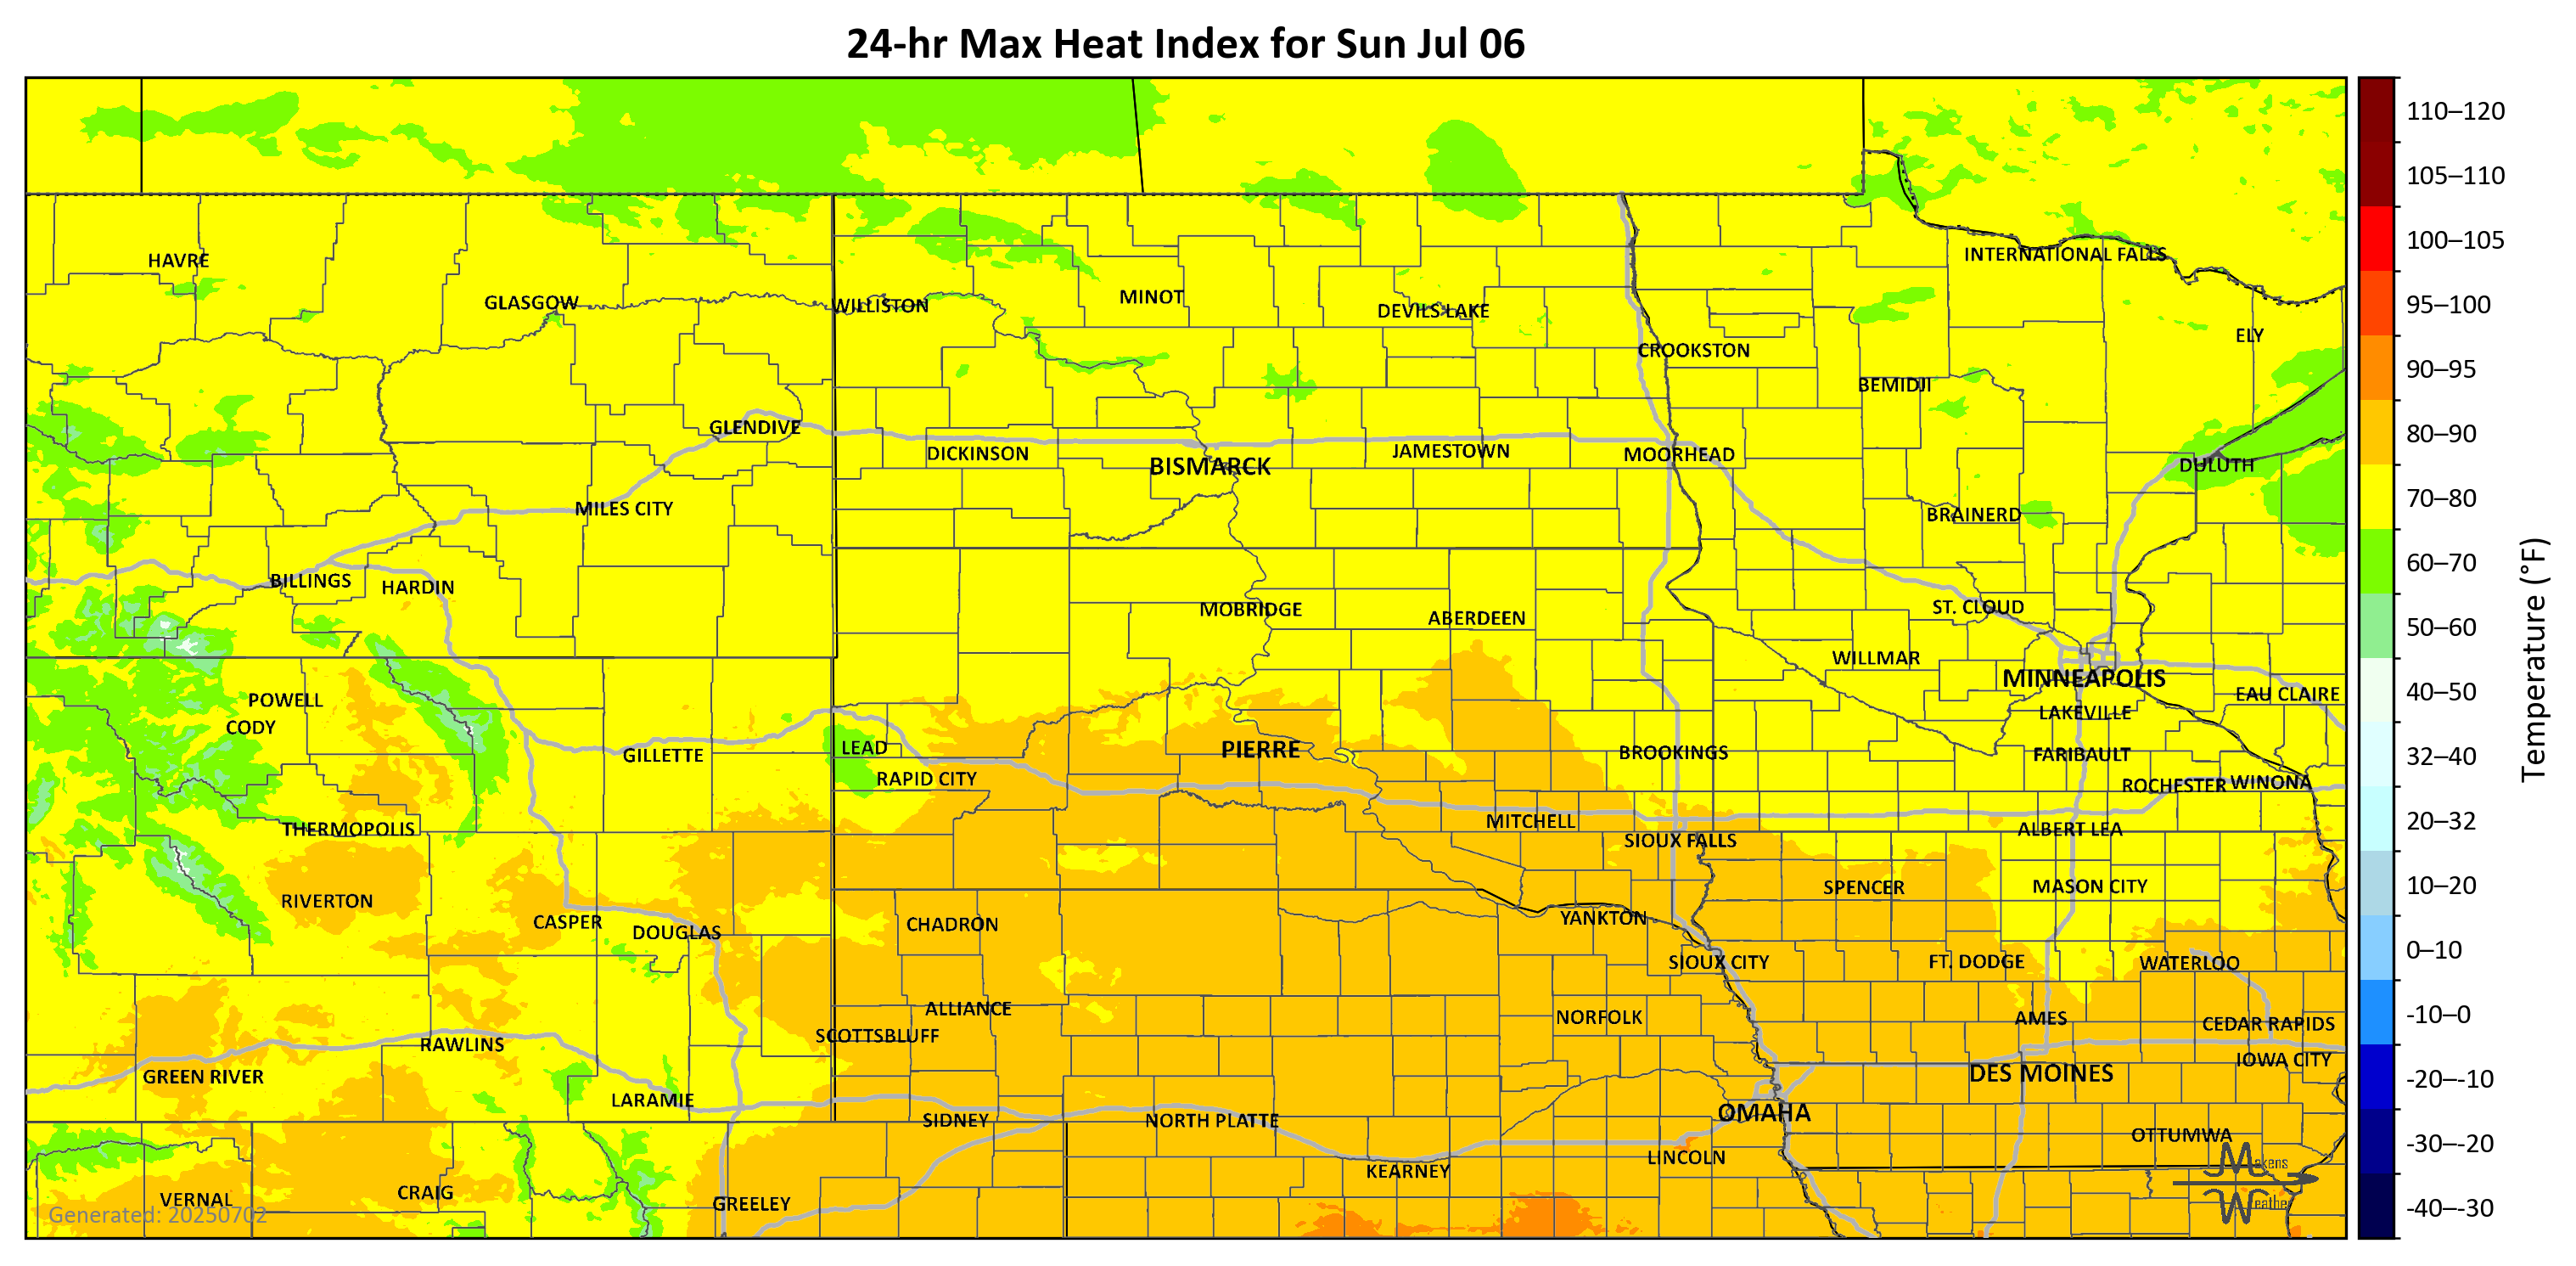 24-hr Max Heat Index for Sun Jul 06
110–120
105–110
100–105
95–100
90–95
80–90
70–80
60–70
50–60
40–50
32–40
20–32
10–20
0–10
-10–0
-20–-10
-30–-20
-40–-30
Temperature (°F)
HAVRE
INTERNATIONAL FALLS
GLASGOW
WILLISTON
MINOT
DEVILS LAKE
ELY
CROOKSTON
BEMIDJI
GLENDIVE
DICKINSON
BISMARCK
JAMESTOWN
MOORHEAD
DULUTH
MILES CITY
BRAINERD
BILLINGS
HARDIN
MOBRIDGE
ABERDEEN
ST. CLOUD
WILLMAR
MINNEAPOLIS
EAU CLAIRE
POWELL
CODY
LAKEVILLE
GILLETTE
LEAD
PIERRE
BROOKINGS
FARIBAULT
RAPID CITY
ROCHESTER
WINONA
THERMOPOLIS
MITCHELL
SIOUX FALLS
ALBERT LEA
RIVERTON
SPENCER
MASON CITY
CASPER
DOUGLAS
CHADRON
YANKTON
SIOUX CITY
FT. DODGE
WATERLOO
ALLIANCE
NORFOLK
AMES
CEDAR RAPIDS
SCOTTSBLUFF
RAWLINS
IOWA CITY
GREEN RIVER
DES MOINES
LARAMIE
SIDNEY
NORTH PLATTE
OMAHA
OTTUMWA
KEARNEY
LINCOLN
VERNAL
CRAIG
GREELEY
Makens
Weather
Generated: 20250702